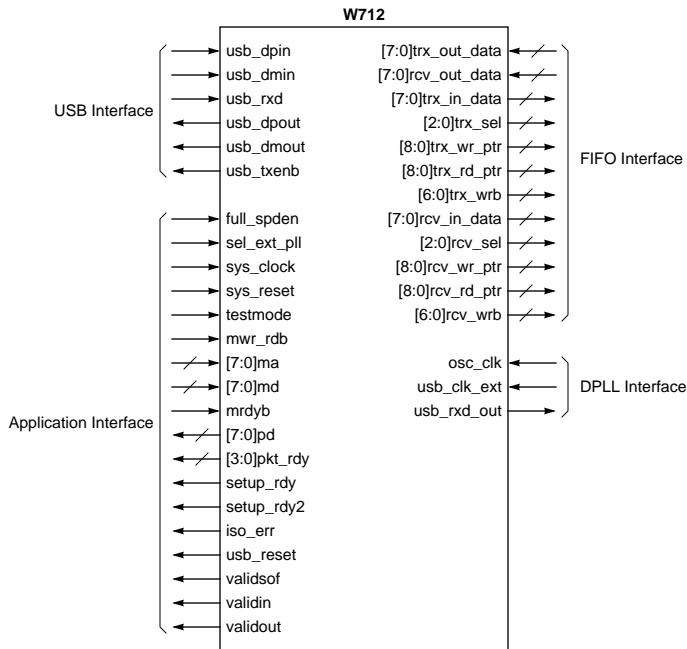 W712
USB Interface
usb_dpin
usb_dmin
usb_rxd
usb_dpout
usb_dmout
usb_txenb
Application Interface
full_spden
sel_ext_pll
sys_clock
sys_reset
testmode
mwr_rdb
[7:0]ma
[7:0]md
mrdyb
[7:0]pd
[3:0]pkt_rdy
setup_rdy
setup_rdy2
iso_err
usb_reset
validsof
validin
validout
[7:0]trx_out_data
[7:0]rcv_out_data
[7:0]trx_in_data
[2:0]trx_sel
[8:0]trx_wr_ptr
[8:0]trx_rd_ptr
[6:0]trx_wrb
[7:0]rcv_in_data
[2:0]rcv_sel
[8:0]rcv_wr_ptr
[8:0]rcv_rd_ptr
[6:0]rcv_wrb
FIFO Interface
osc_clk
usb_clk_ext
usb_rxd_out
DPLL Interface